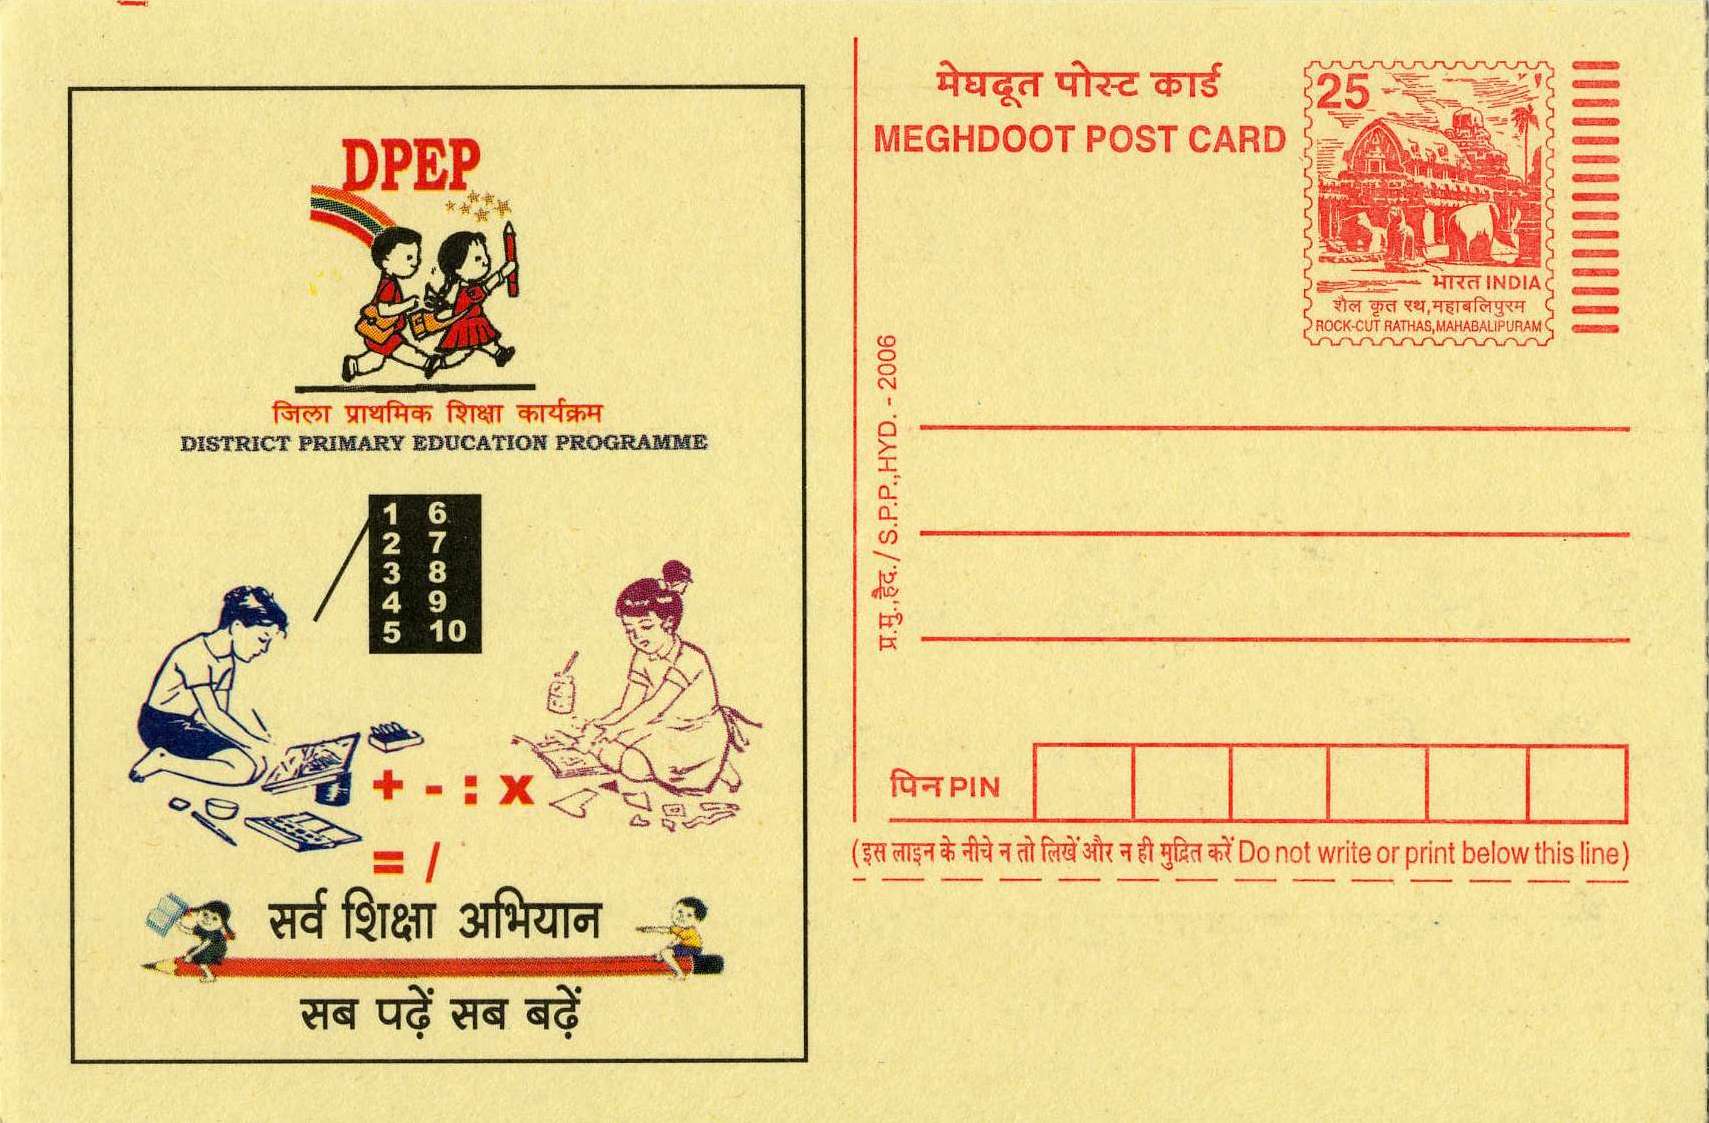 DPEP
जिला प्राथमिक शिक्षा कार्यक्रम
DISTRICT PRIMARY EDUCATION PROGRAMME
1 6
2 7
3 8
4 9
5 10
+ - : x
= /
सर्व शिक्षा अभियान
सब पढ़ें सब बढ़ें
मेघदूत पोस्ट कार्ड
MEGHDOOT POST CARD
25
भारत INDIA
शैल कृत रथ,महाबलिपुरम
ROCK-CUT RATHAS,MAHABALIPURAM
प्र.मु.,हैद. / S.P.P.,HYD. - 2006
पिन PIN
(इस लाइन के नीचे न तो लिखें और न ही मुद्रित करें Do not write or print below this line)